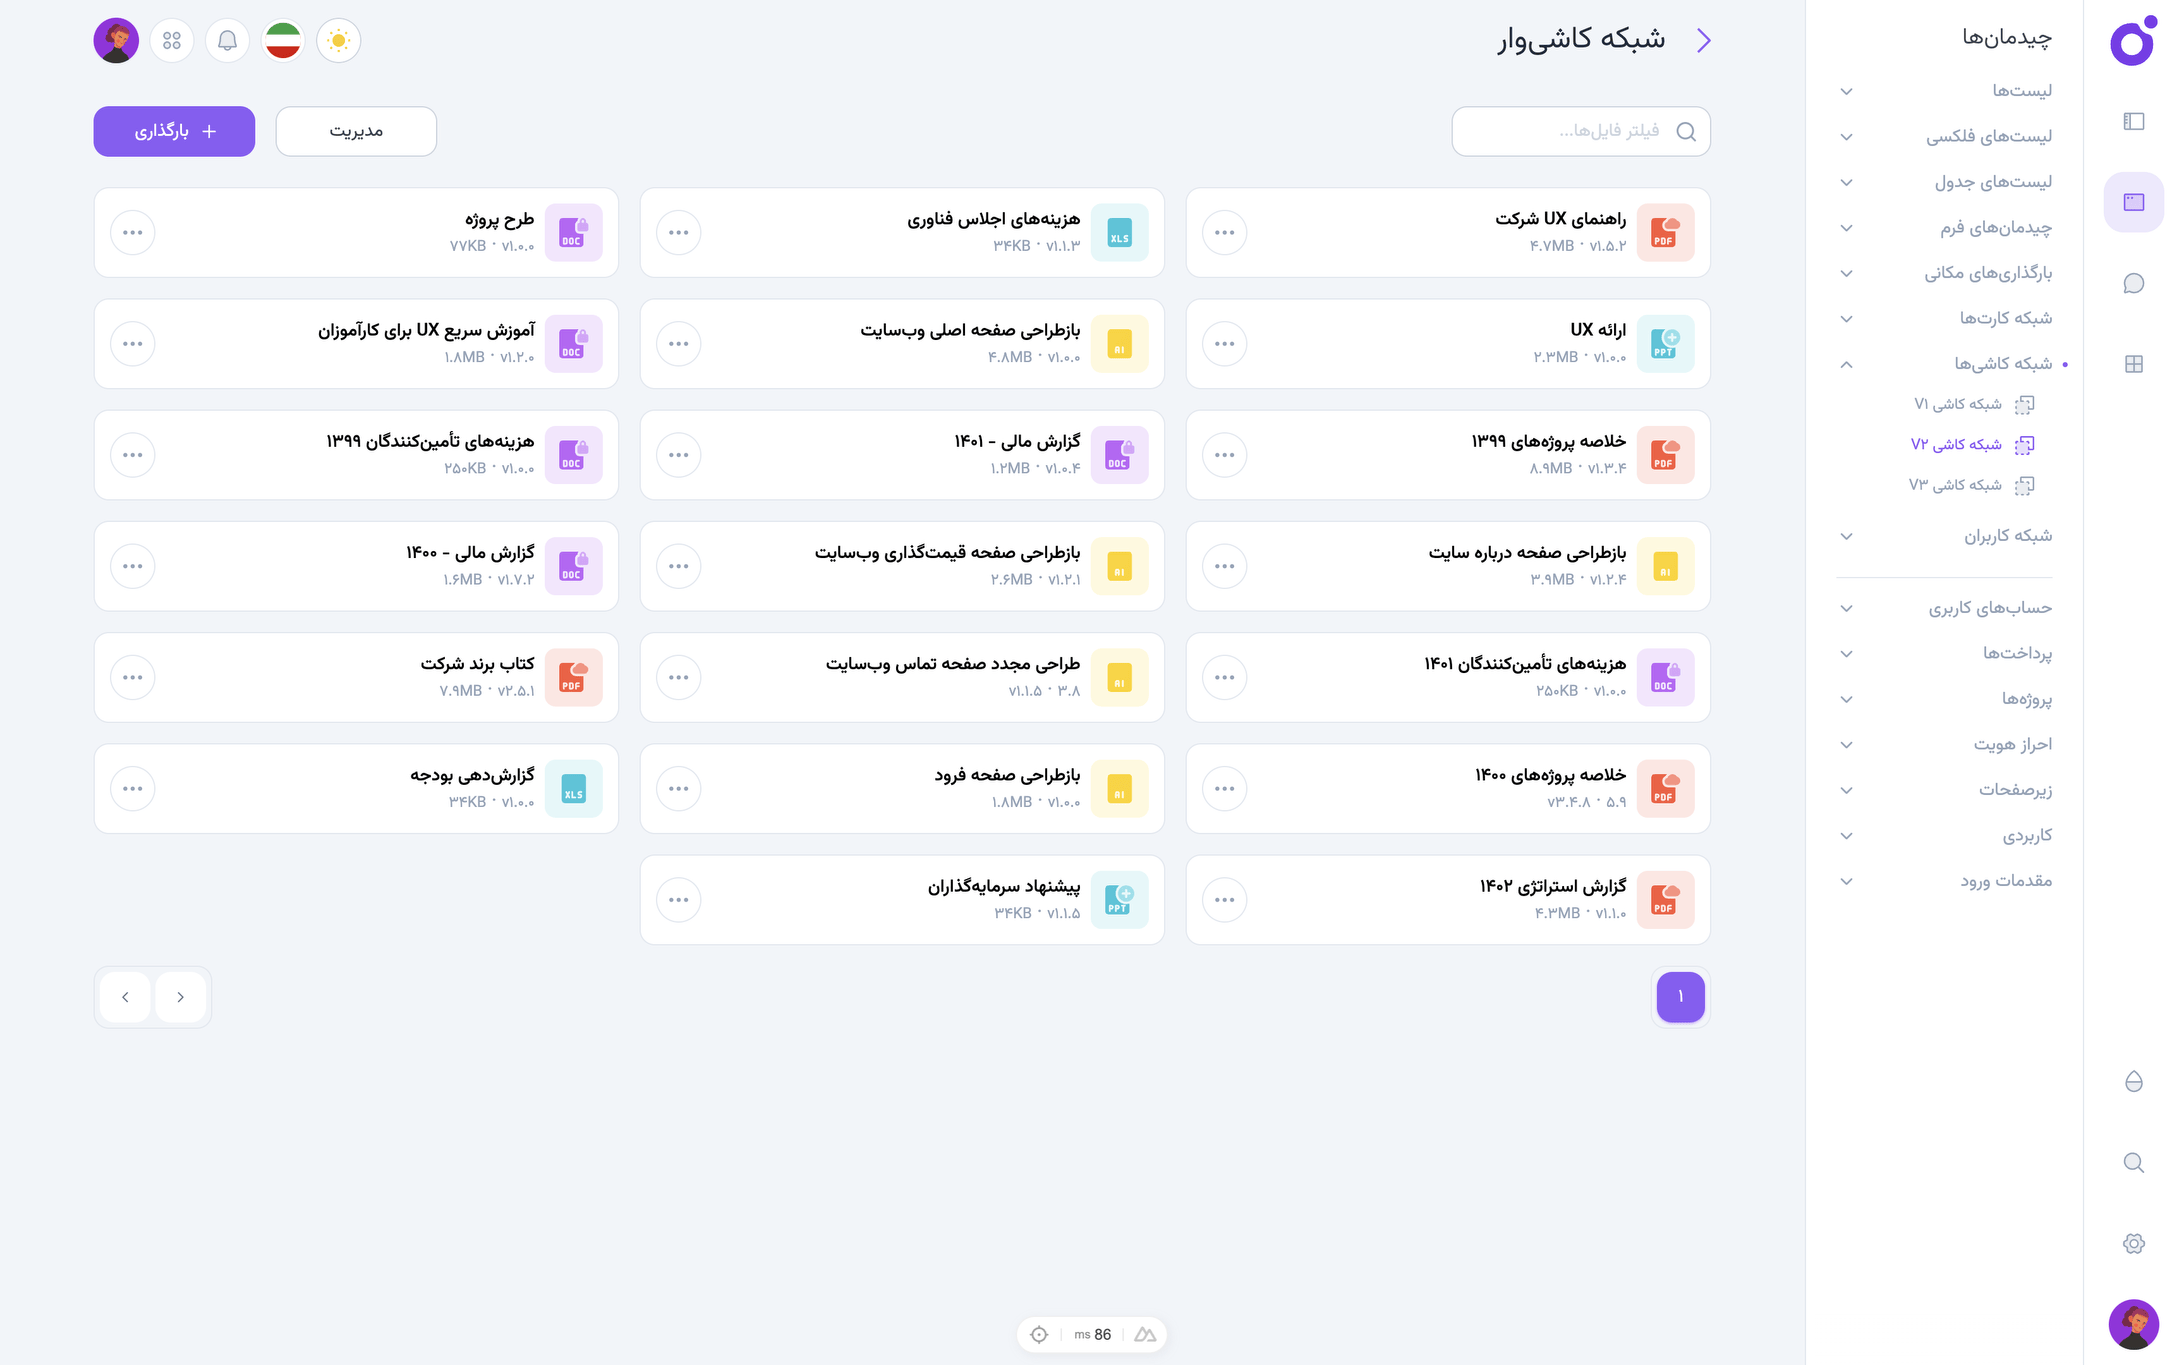 چیدمان‌ها
لیست‌ها
لیست‌های فلکسی
لیست‌های جدول
چیدمان‌های فرم
بارگذاری‌های مکانی
شبکه کارت‌ها
شبکه کاشی‌ها
شبکه کاشی V۱
شبکه کاشی V۲
شبکه کاشی V۳
شبکه کاربران
حساب‌های کاربری
پرداخت‌ها
پروژه‌ها
احراز هویت
زیرصفحات
کاربردی
مقدمات ورود
شبکه کاشی‌وار
فیلتر فایل‌ها...
مدیریت
بارگذاری
PDF
راهنمای UX شرکت
۴.۷MB · v۱.۵.۲
XLS
هزینه‌های اجلاس فناوری
۳۴KB · v۱.۱.۳
DOC
طرح پروژه
۷۷KB · v۱.۰.۰
PPT
ارائه UX
۲.۳MB · v۱.۰.۰
AI
بازطراحی صفحه اصلی وب‌سایت
۴.۸MB · v۱.۰.۰
DOC
آموزش سریع UX برای کارآموزان
۱.۸MB · v۱.۲.۰
PDF
خلاصه پروژه‌های ۱۳۹۹
۸.۹MB · v۱.۳.۴
DOC
گزارش مالی - ۱۴۰۱
۱.۲MB · v۱.۰.۴
DOC
هزینه‌های تأمین‌کنندگان ۱۳۹۹
۲۵۰KB · v۱.۰.۰
AI
بازطراحی صفحه درباره سایت
۳.۹MB · v۱.۲.۴
AI
بازطراحی صفحه قیمت‌گذاری وب‌سایت
۲.۶MB · v۱.۲.۱
DOC
گزارش مالی - ۱۴۰۰
۱.۶MB · v۱.۷.۲
DOC
هزینه‌های تأمین‌کنندگان ۱۴۰۱
۲۵۰KB · v۱.۰.۰
AI
طراحی مجدد صفحه تماس وب‌سایت
۳.۸ · v۱.۱.۵
PDF
کتاب برند شرکت
۷.۹MB · v۲.۵.۱
PDF
خلاصه پروژه‌های ۱۴۰۰
۵.۹ · v۳.۴.۸
AI
بازطراحی صفحه فرود
۱.۸MB · v۱.۰.۰
XLS
گزارش‌دهی بودجه
۳۴KB · v۱.۰.۰
PDF
گزارش استراتژی ۱۴۰۲
۴.۳MB · v۱.۱.۰
PPT
پیشنهاد سرمایه‌گذاران
۳۴KB · v۱.۱.۵
۱
86 ms